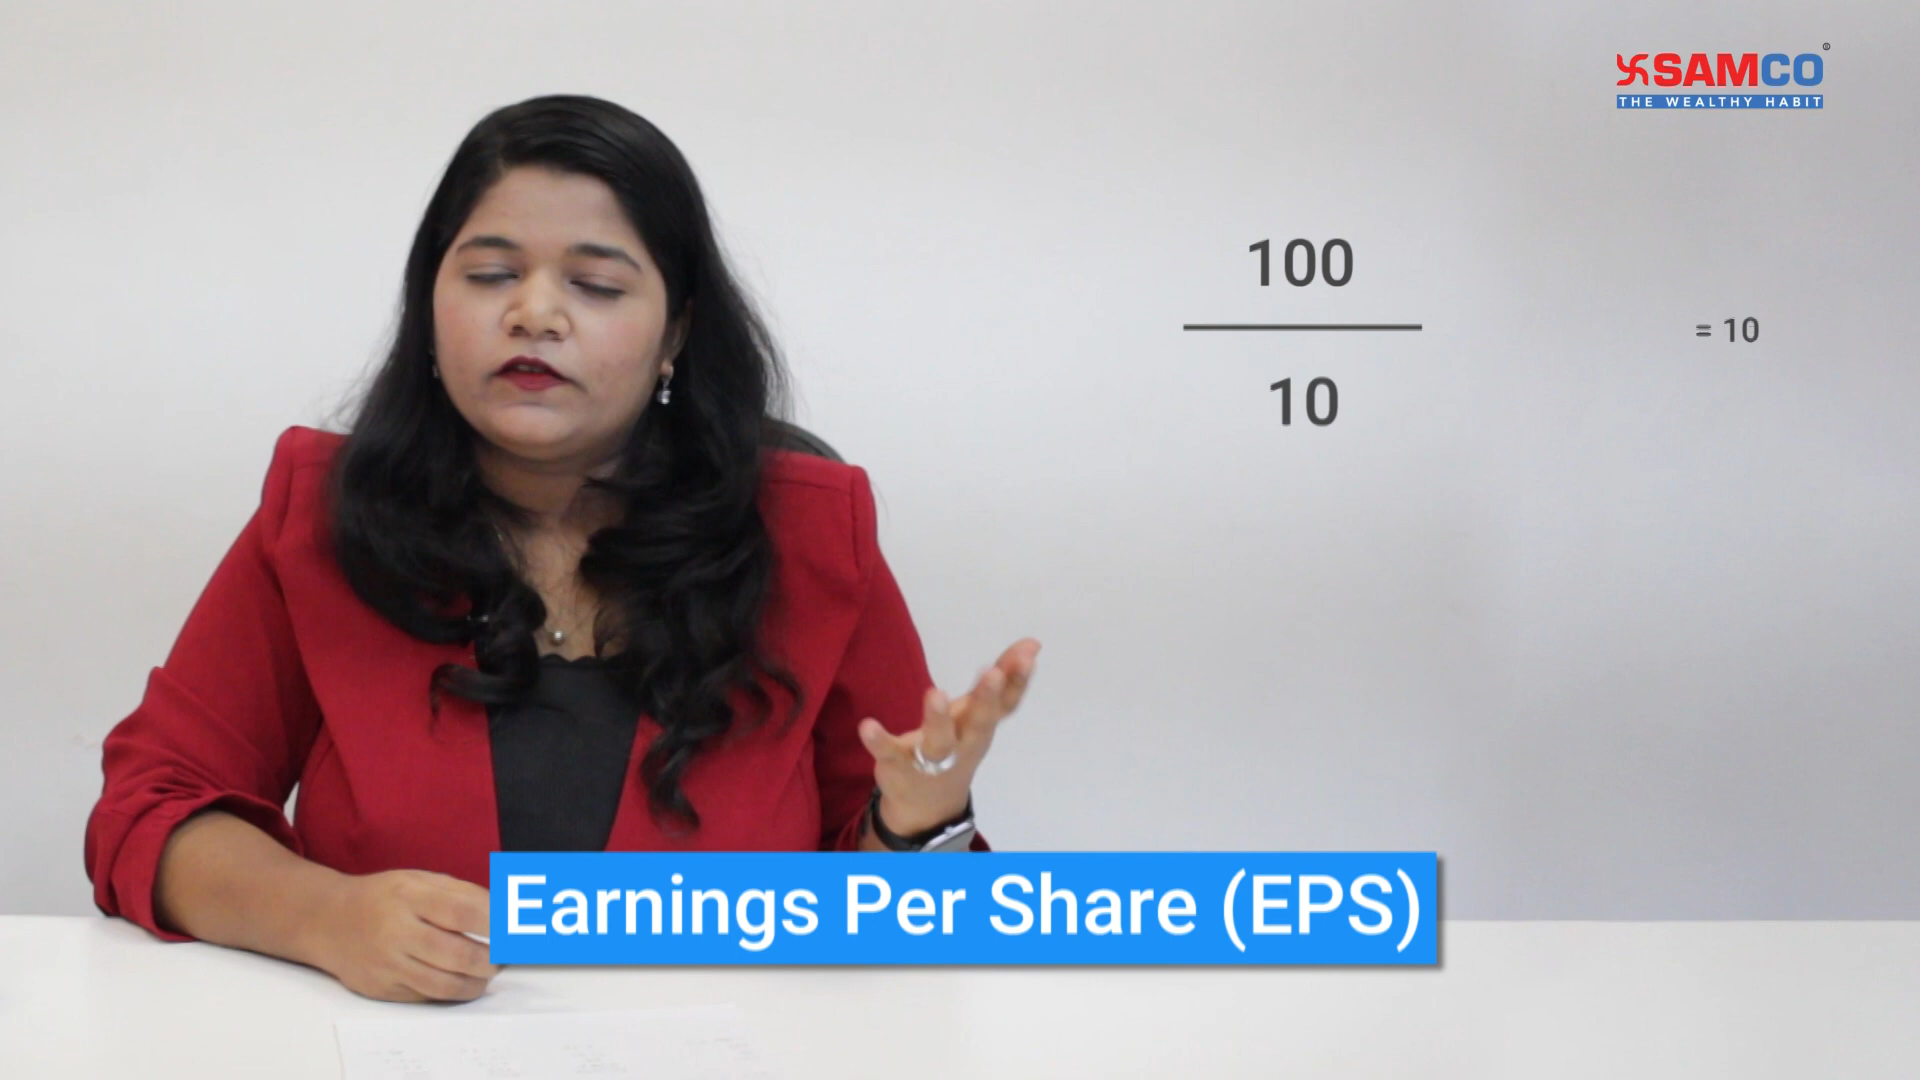 SAMCO
THE WEALTHY HABIT
100
10
= 10
Earnings Per Share (EPS)